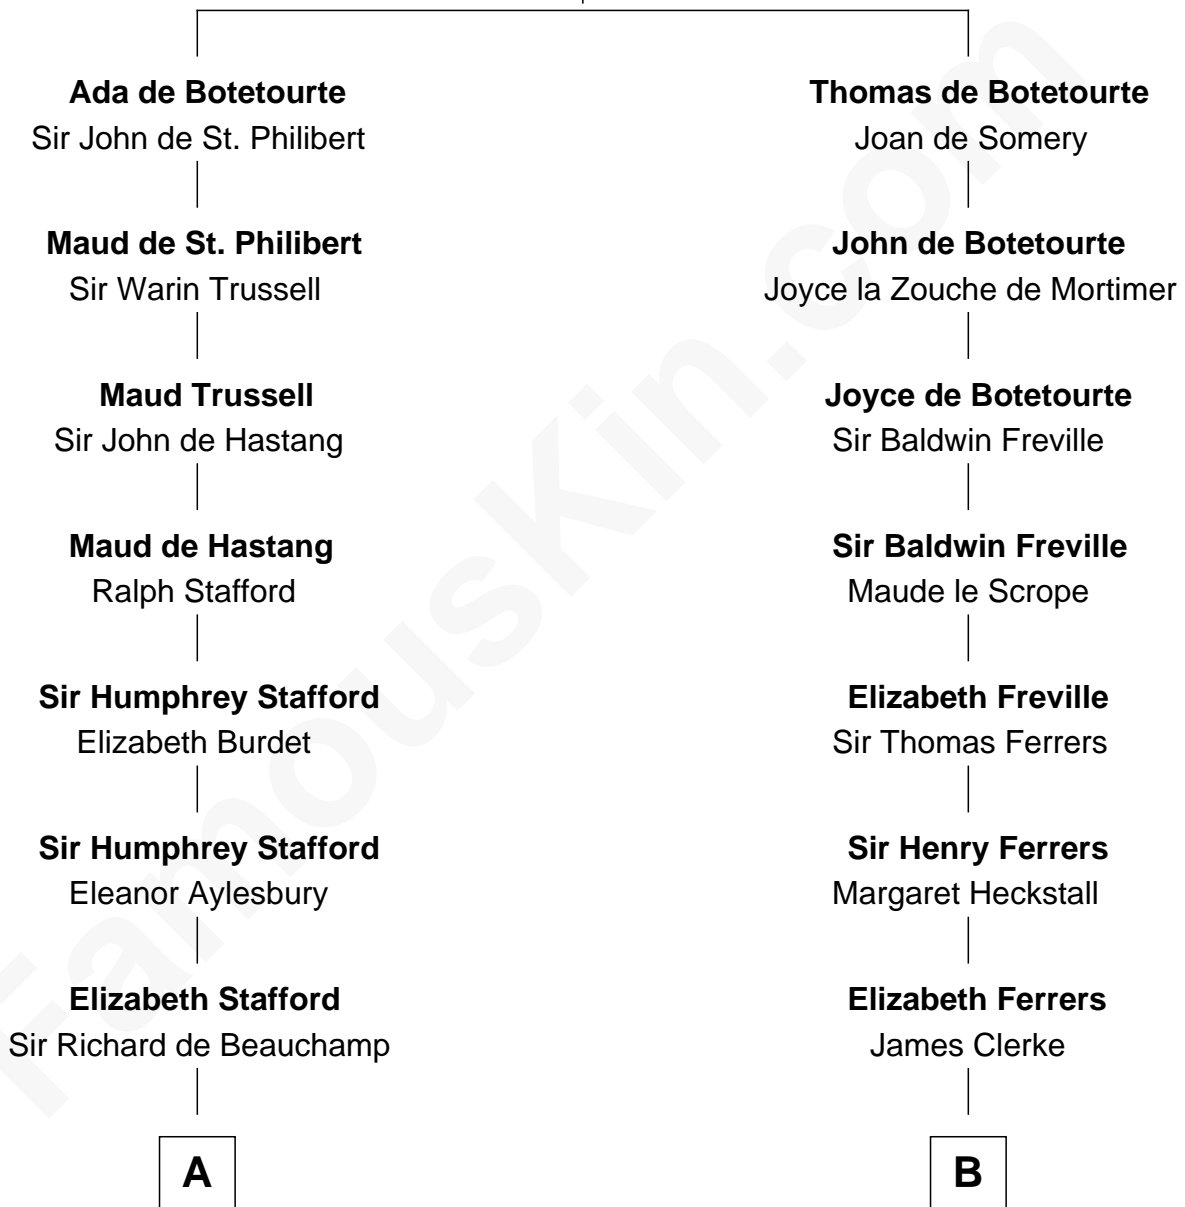 Ada de Botetourte
Sir John de St. Philibert
Maud de St. Philibert
Sir Warin Trussell
Maud Trussell
Sir John de Hastang
Maud de Hastang
Ralph Stafford
Sir Humphrey Stafford
Elizabeth Burdet
Sir Humphrey Stafford
Eleanor Aylesbury
Elizabeth Stafford
Sir Richard de Beauchamp
A
Thomas de Botetourte
Joan de Somery
John de Botetourte
Joyce la Zouche de Mortimer
Joyce de Botetourte
Sir Baldwin Freville
Sir Baldwin Freville
Maude le Scrope
Elizabeth Freville
Sir Thomas Ferrers
Sir Henry Ferrers
Margaret Heckstall
Elizabeth Ferrers
James Clerke
B
FamousKin.com